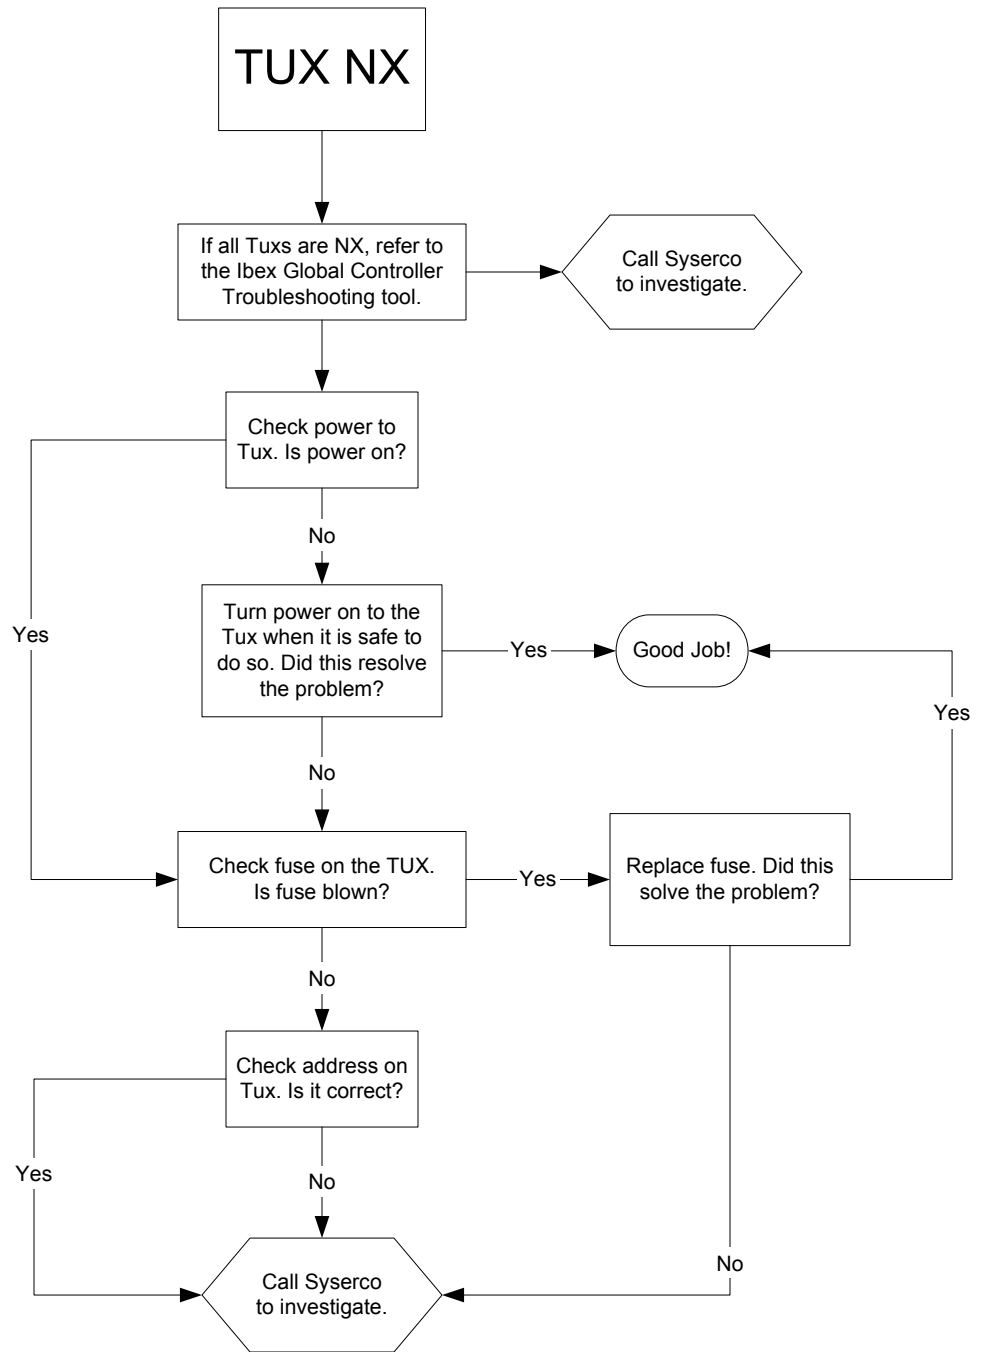 TUX NX
If all Tuxs are NX, refer to
the Ibex Global Controller
Troubleshooting tool.
Call Syserco
to investigate.
Check power to
Tux. Is power on?
No
Yes
Turn power on to the
Tux when it is safe to
do so. Did this resolve
the problem?
Yes
Good Job!
Yes
No
Check fuse on the TUX.
Is fuse blown?
Yes
Replace fuse. Did this
solve the problem?
No
Check address on
Tux. Is it correct?
Yes
No
No
Call Syserco
to investigate.